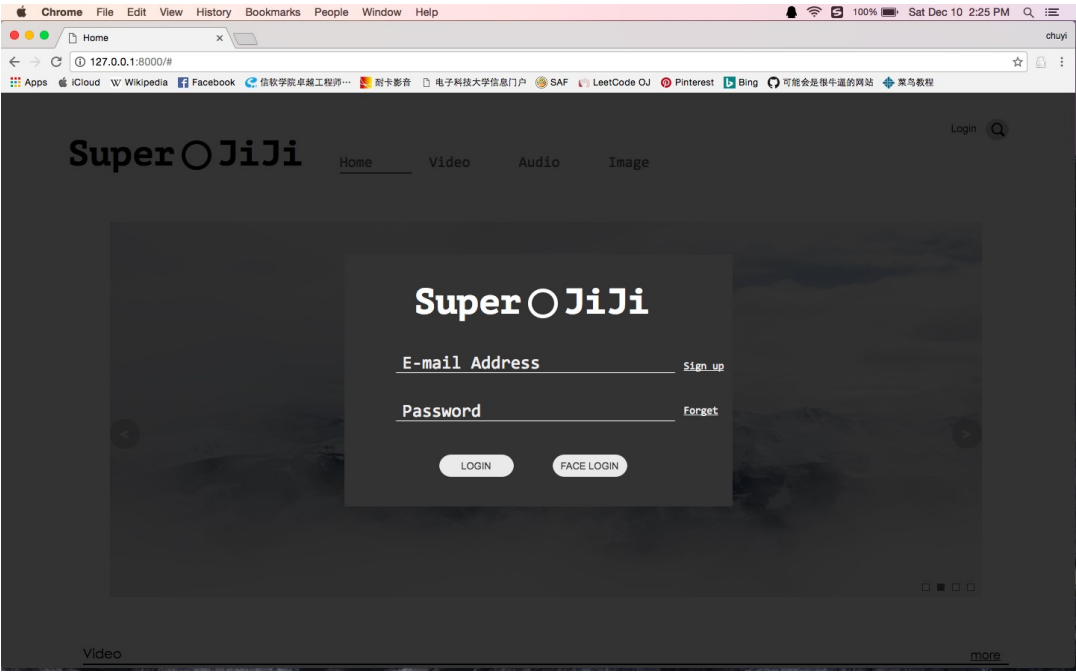 Chrome File Edit View History Bookmarks People Window Help 100% Sat Dec 10 2:25 PM
Home chuyi
127.0.0.1:8000/#
Apps iCloud Wikipedia Facebook 信软学院卓越工程师… 耐卡影音 电子科技大学信息门户 SAF LeetCode OJ Pinterest Bing 可能会是很牛逼的网站 菜鸟教程
Login
Super JiJi Home Video Audio Image
Super JiJi
E-mail Address Sign up
Password Forget
< >
LOGIN FACE LOGIN
Video more